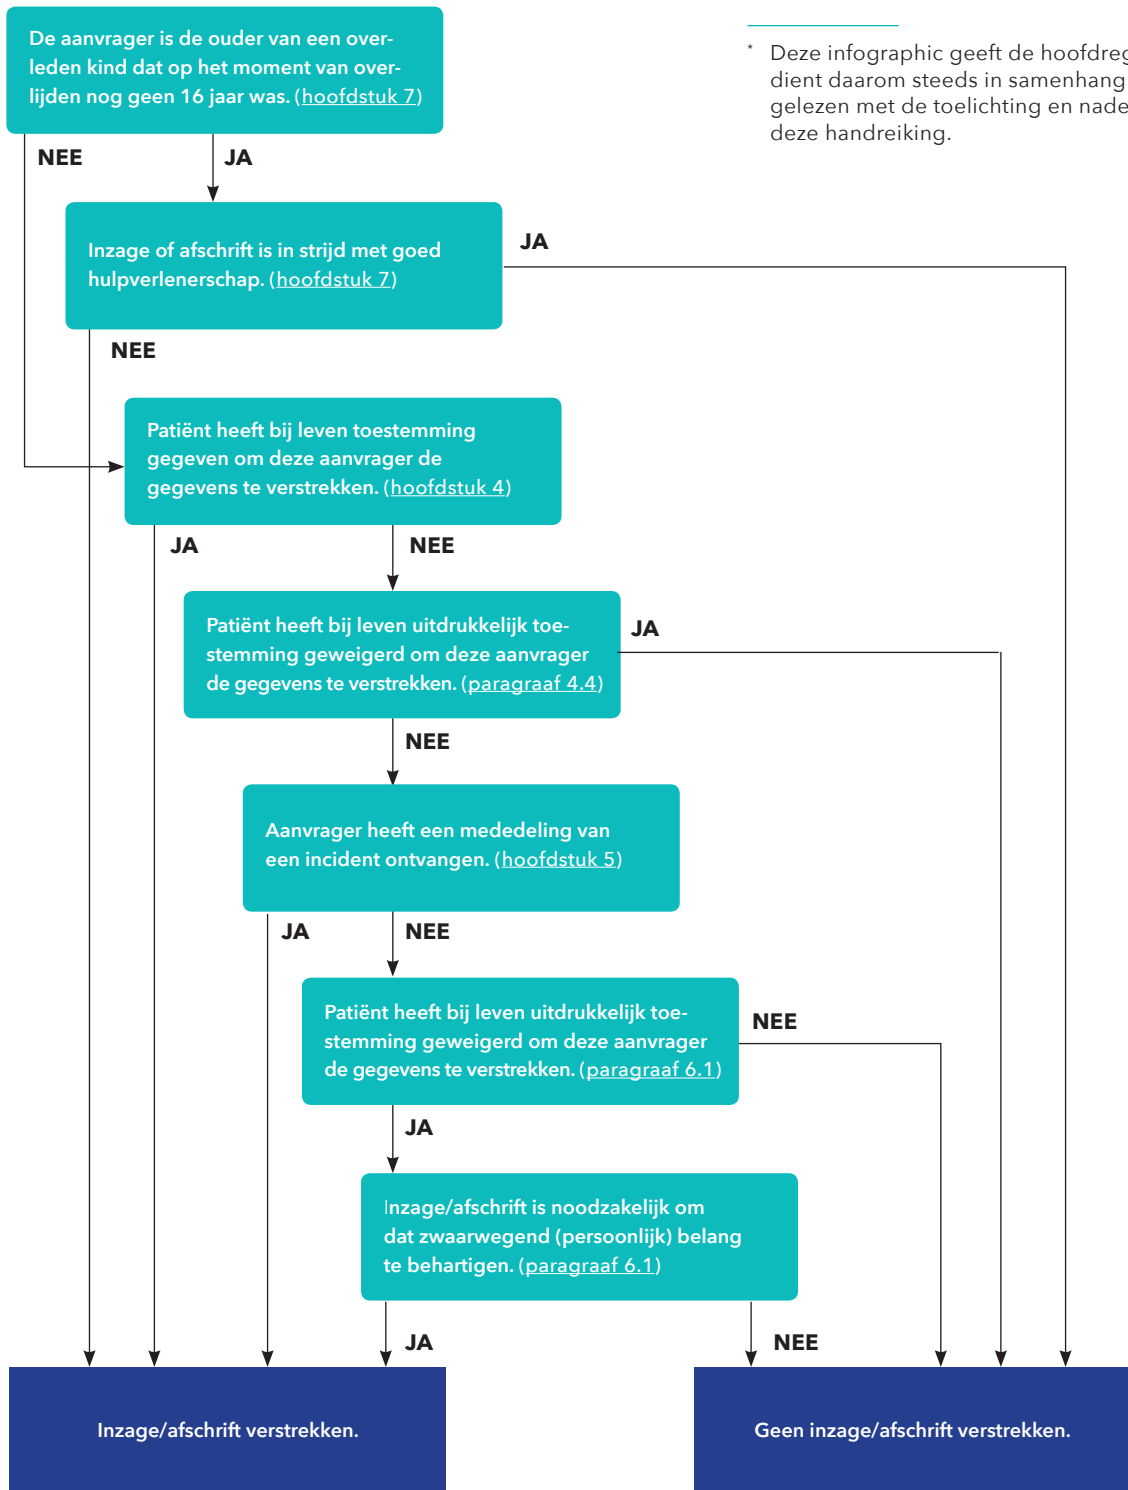 De aanvrager is de ouder van een over-
leden kind dat op het moment van over-
lijden nog geen 16 jaar was. (hoofdstuk 7)
* Deze infographic geeft de hoofdreg
dient daarom steeds in samenhang
gelezen met de toelichting en nade
deze handreiking.
NEE
JA
Inzage of afschrift is in strijd met goed
hulpverlenerschap. (hoofdstuk 7)
JA
NEE
Patiënt heeft bij leven toestemming
gegeven om deze aanvrager de
gegevens te verstrekken. (hoofdstuk 4)
JA
NEE
Patiënt heeft bij leven uitdrukkelijk toe-
stemming geweigerd om deze aanvrager
de gegevens te verstrekken. (paragraaf 4.4)
JA
NEE
Aanvrager heeft een mededeling van
een incident ontvangen. (hoofdstuk 5)
JA
NEE
Patiënt heeft bij leven uitdrukkelijk toe-
stemming geweigerd om deze aanvrager
de gegevens te verstrekken. (paragraaf 6.1)
NEE
JA
Inzage/afschrift is noodzakelijk om
dat zwaarwegend (persoonlijk) belang
te behartigen. (paragraaf 6.1)
JA
NEE
Inzage/afschrift verstrekken.
Geen inzage/afschrift verstrekken.